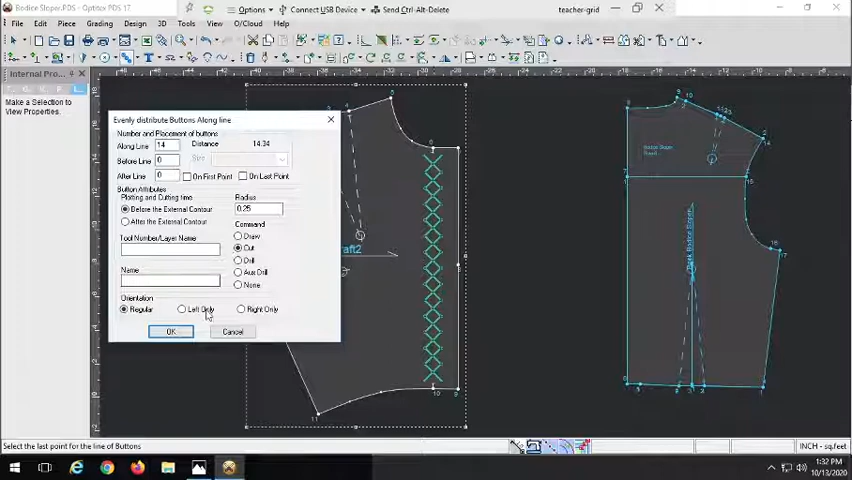 Bodice Sloper.PDS - Optitex PDS 17
Options
Connect USB Device
Send Ctrl-Alt-Delete
teacher-grid
File Edit Piece Grading Design 3D Tools View O/Cloud Help
Internal Pro...
Make a Selection to
View Properties.
Evenly distribute Buttons Along line
Number and Placement of buttons
Along Line 14 Distance 14.34
Before Line 0 Size
After Line 0 On First Point On Last Point
Button Attributes
Plotting and Cutting time Radius
Before the External Contour 0.25
After the External Contour Command
Tool Number/Layer Name Draw
Cut
Drill
Name Aux Drill
None
Orientation
Regular Left Only Right Only
OK Cancel
raft2
Bodice Sloper
Select the last point for the line of Buttons
INCH - sq.feet
1:32 PM
10/13/2020